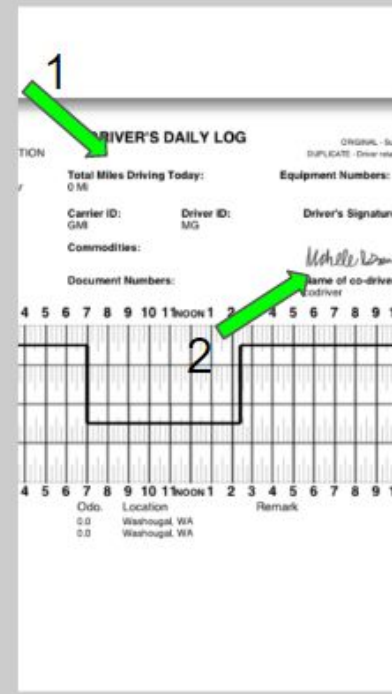 1
DRIVER'S DAILY LOG
ORIGINAL - Su
TION
DUPLICATE - Driver reta
Total Miles Driving Today:
Equipment Numbers:
0 MI
Carrier ID:
Driver ID:
Driver's Signatur
GMI
MG
Commodities:
Document Numbers:
Name of co-drive
codriver
4 5 6 7 8 9 10 11 NOON 1 2 4 5 6 7 8 9 1
2
4 5 6 7 8 9 10 11 NOON 1 2 3 4 5 6 7 8 9 1
Odo. Location Remark
0.0 Washougal, WA
0.0 Washougal, WA